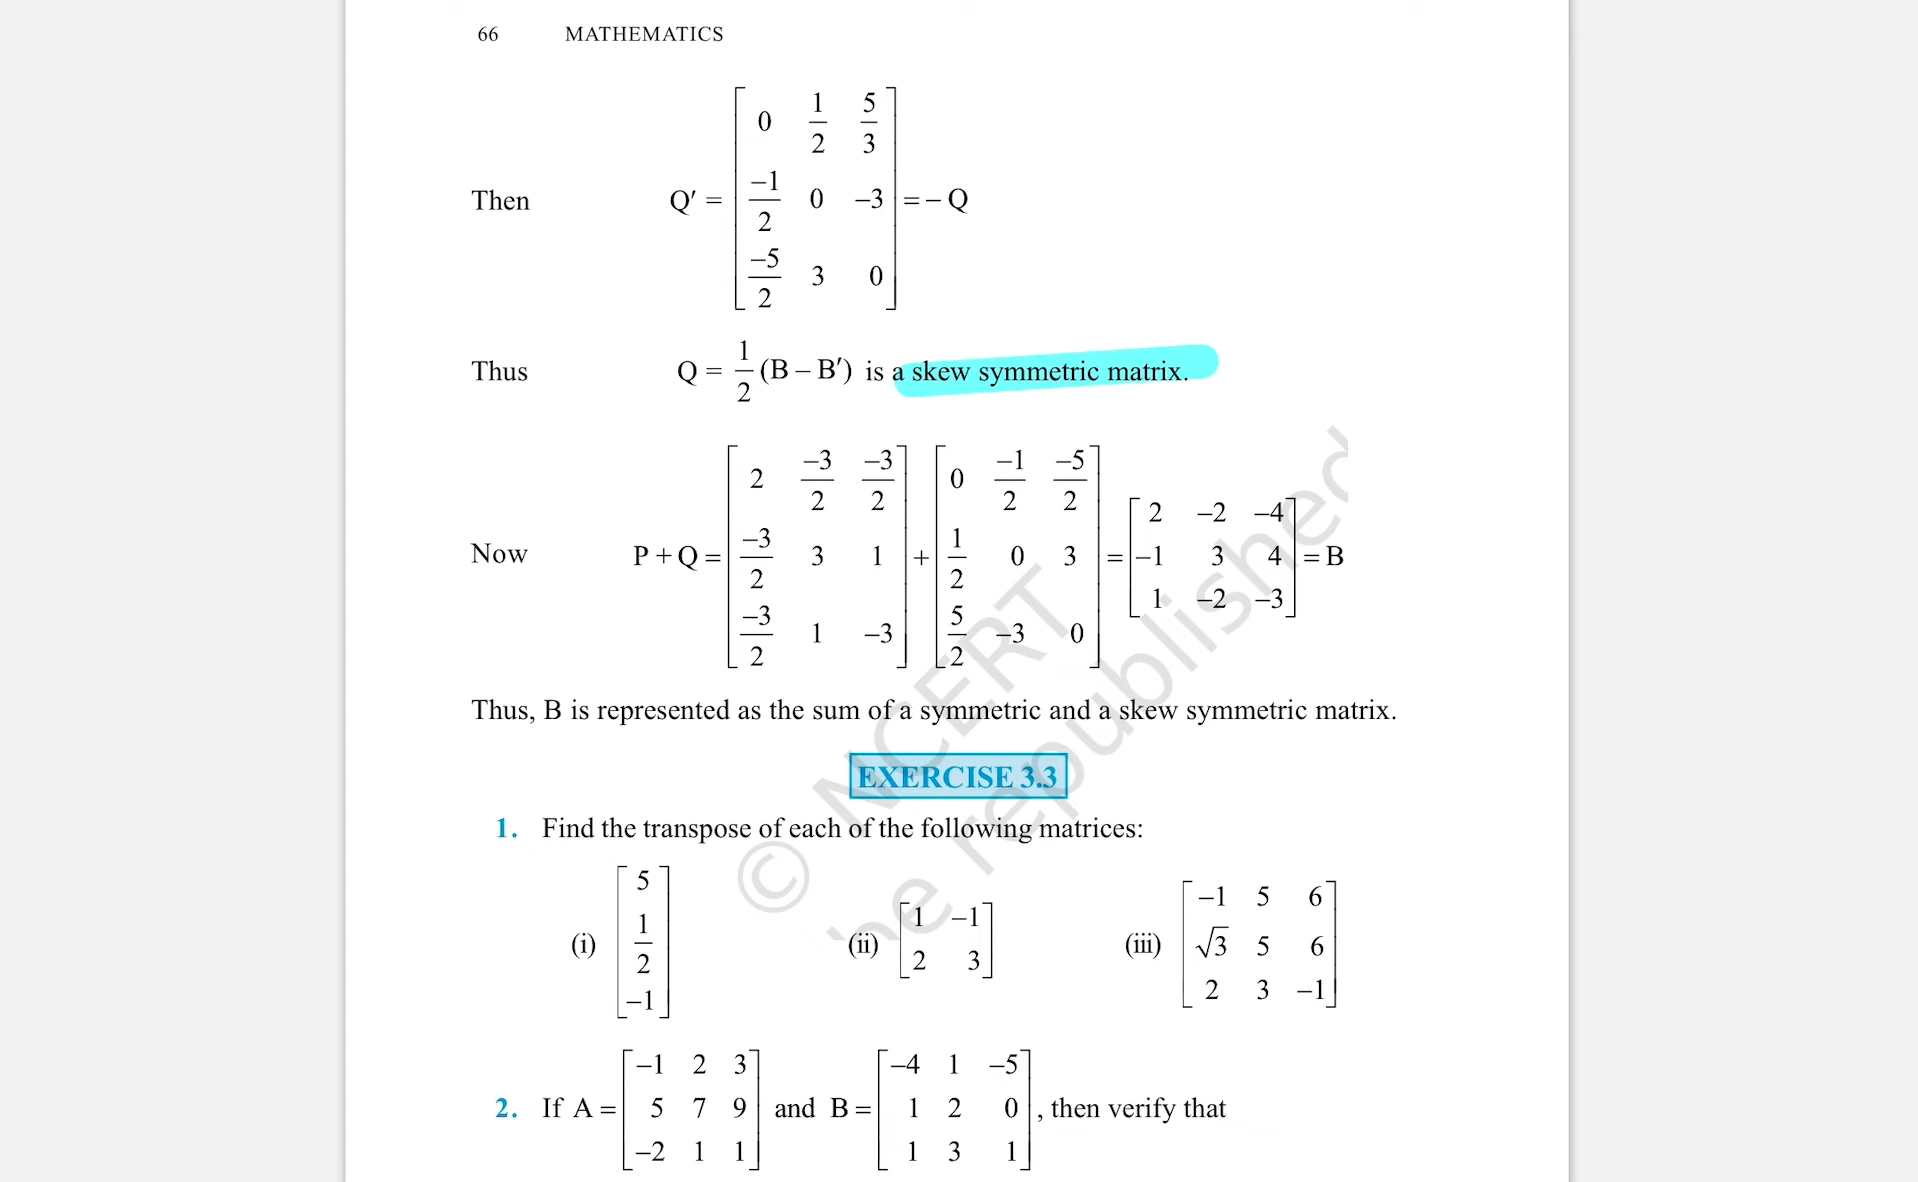 66 MATHEMATICS
Then Q′ = [ 0 1/2 5/3 ; –1/2 0 –3 ; –5/2 3 0 ] = – Q
Thus Q = 1/2 (B – B′) is a skew symmetric matrix.
Now P + Q = [ 2 –3/2 –3/2 ; –3/2 3 1 ; –3/2 1 –3 ] + [ 0 –1/2 –5/2 ; 1/2 0 3 ; 5/2 –3 0 ] = [ 2 –2 –4 ; –1 3 4 ; 1 –2 –3 ] = B
Thus, B is represented as the sum of a symmetric and a skew symmetric matrix.
EXERCISE 3.3
1. Find the transpose of each of the following matrices:
(i) [ 5 ; 1/2 ; –1 ] (ii) [ 1 –1 ; 2 3 ] (iii) [ –1 5 6 ; √3 5 6 ; 2 3 –1 ]
2. If A = [ –1 2 3 ; 5 7 9 ; –2 1 1 ] and B = [ –4 1 –5 ; 1 2 0 ; 1 3 1 ] , then verify that
© NCERT
be republished